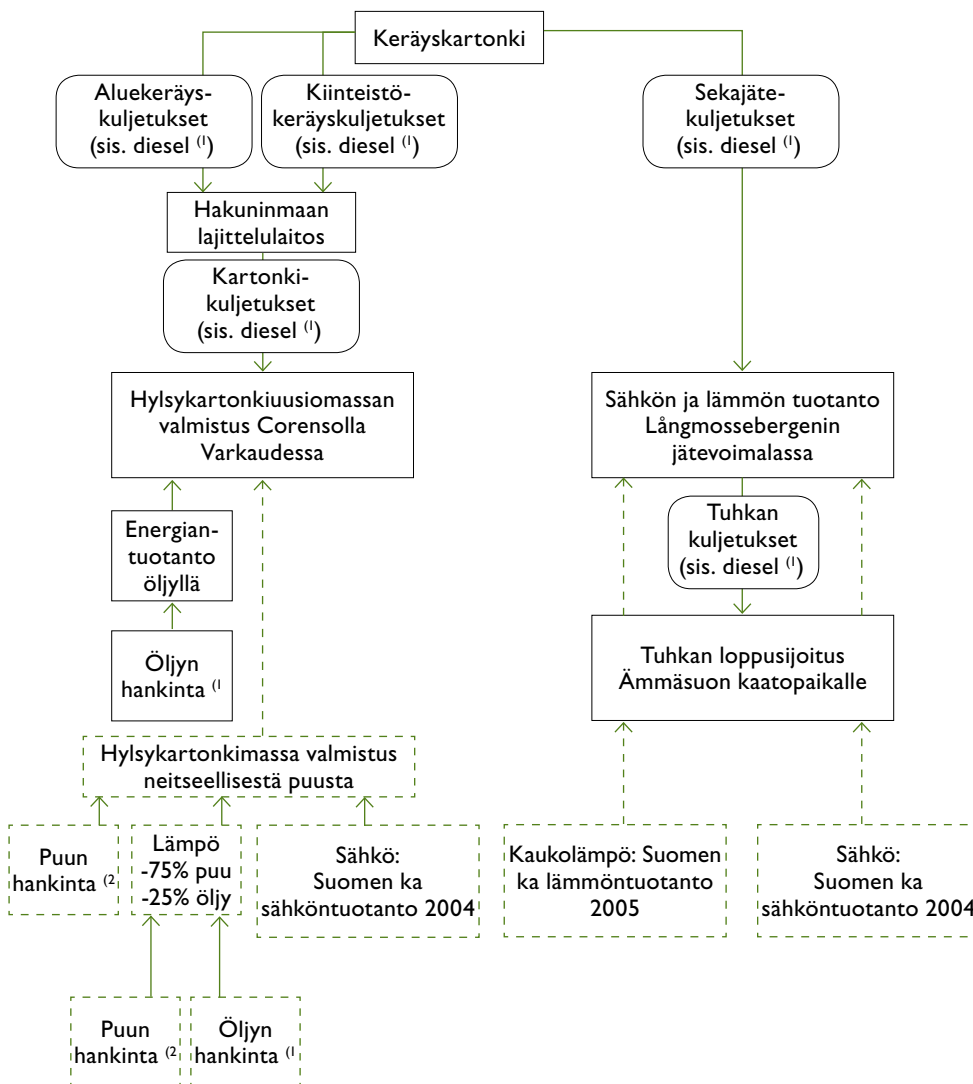 Keräyskartonki
Aluekeräys-
kuljetukset
(sis. diesel (1)
Kiinteistö-
keräyskuljetukset
(sis. diesel (1)
Sekajäte-
kuljetukset
(sis. diesel (1)
Hakuninmaan
lajittelulaitos
Kartonki-
kuljetukset
(sis. diesel (1)
Hylsykartonkiuusiomassan
valmistus Corensolla
Varkaudessa
Sähkön ja lämmön tuotanto
Långmossebergenin
jätevoimalassa
Energian-
tuotanto
öljyllä
Tuhkan
kuljetukset
(sis. diesel (1)
Öljyn
hankinta (1
Tuhkan loppusijoitus
Ämmäsuon kaatopaikalle
Hylsykartonkimassa valmistus
neitseellisestä puusta
Puun
hankinta (2
Lämpö
-75% puu
-25% öljy
Sähkö:
Suomen ka
sähköntuotanto 2004
Kaukolämpö: Suomen
ka lämmöntuotanto
2005
Sähkö:
Suomen ka
sähköntuotanto 2004
Puun
hankinta (2
Öljyn
hankinta (1